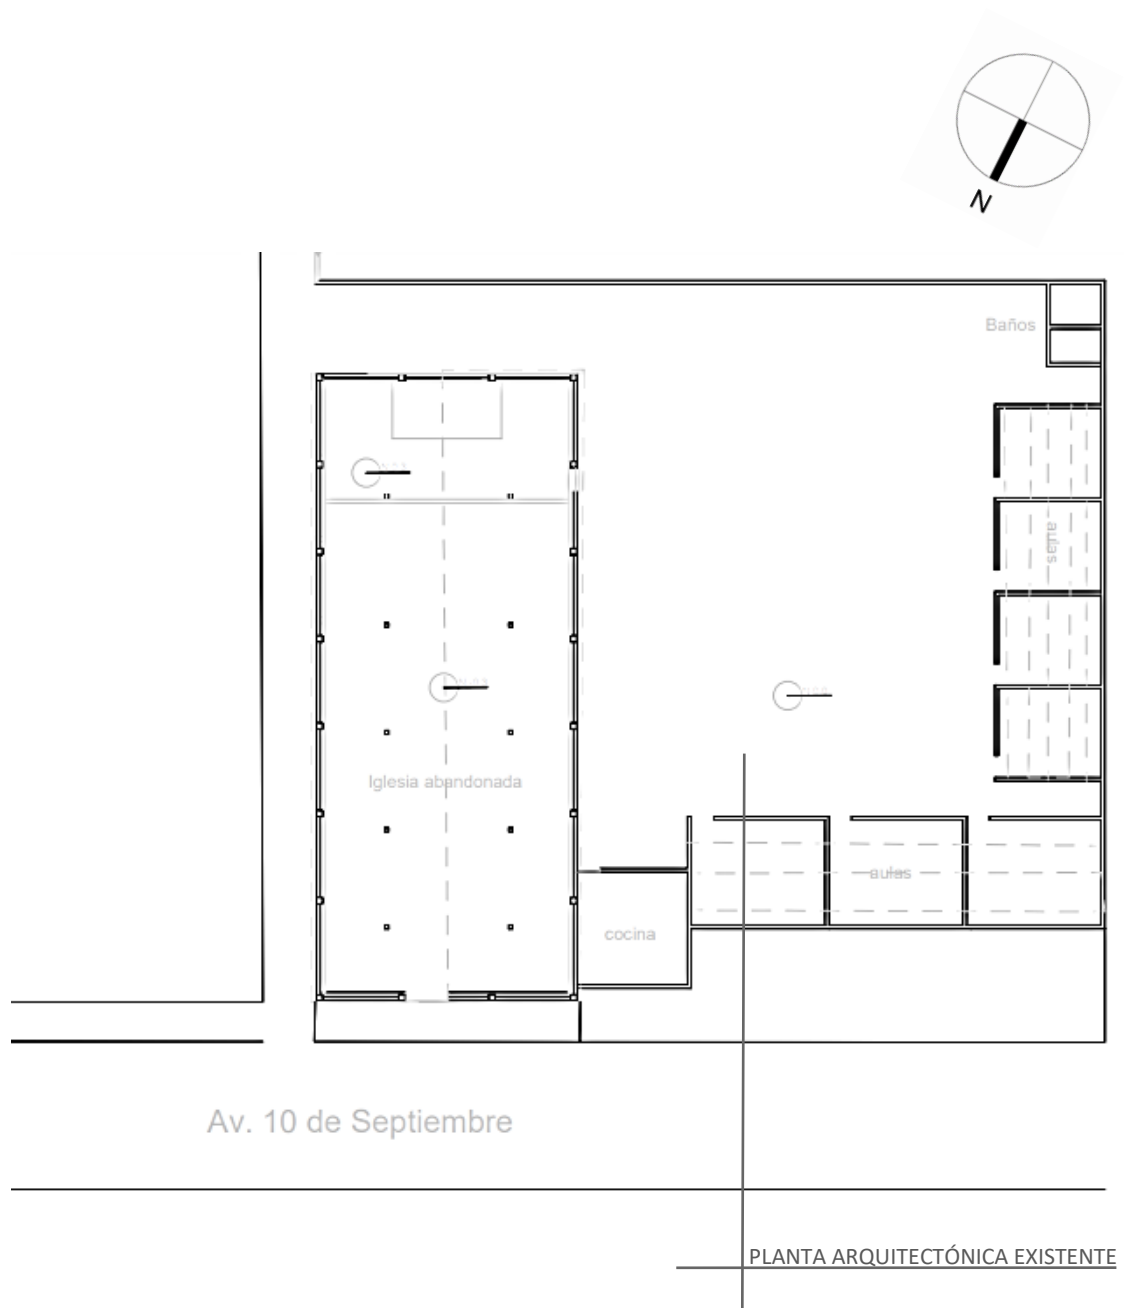 N
Baños
aulas
Iglesia abandonada
aulas
cocina
Av. 10 de Septiembre
PLANTA ARQUITECTÓNICA EXISTENTE